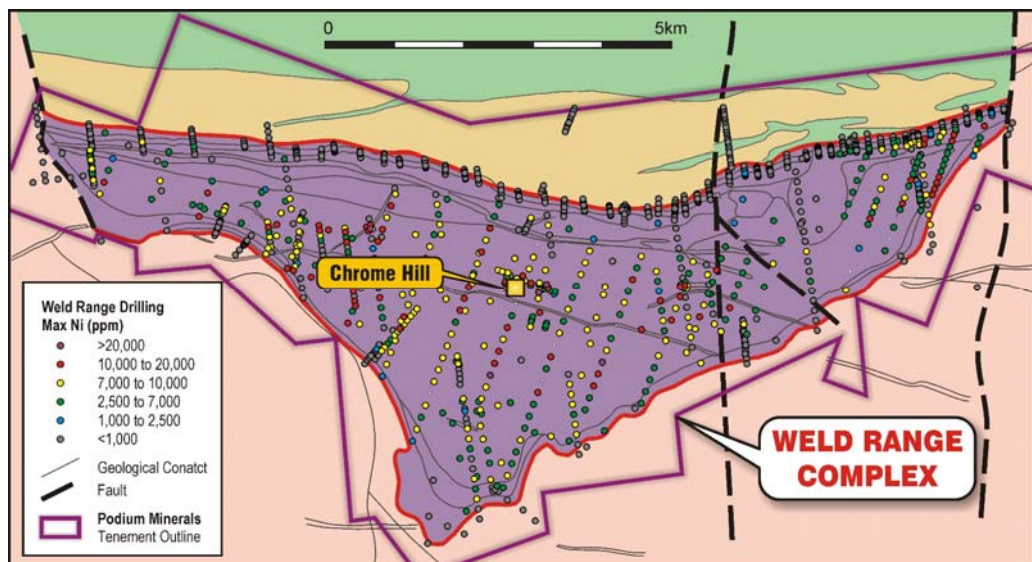 0 5km
Chrome Hill
Weld Range Drilling
Max Ni (ppm)
>20,000
10,000 to 20,000
7,000 to 10,000
2,500 to 7,000
1,000 to 2,500
<1,000
Geological Conatct
Fault
Podium Minerals
Tenement Outline
WELD RANGE
COMPLEX